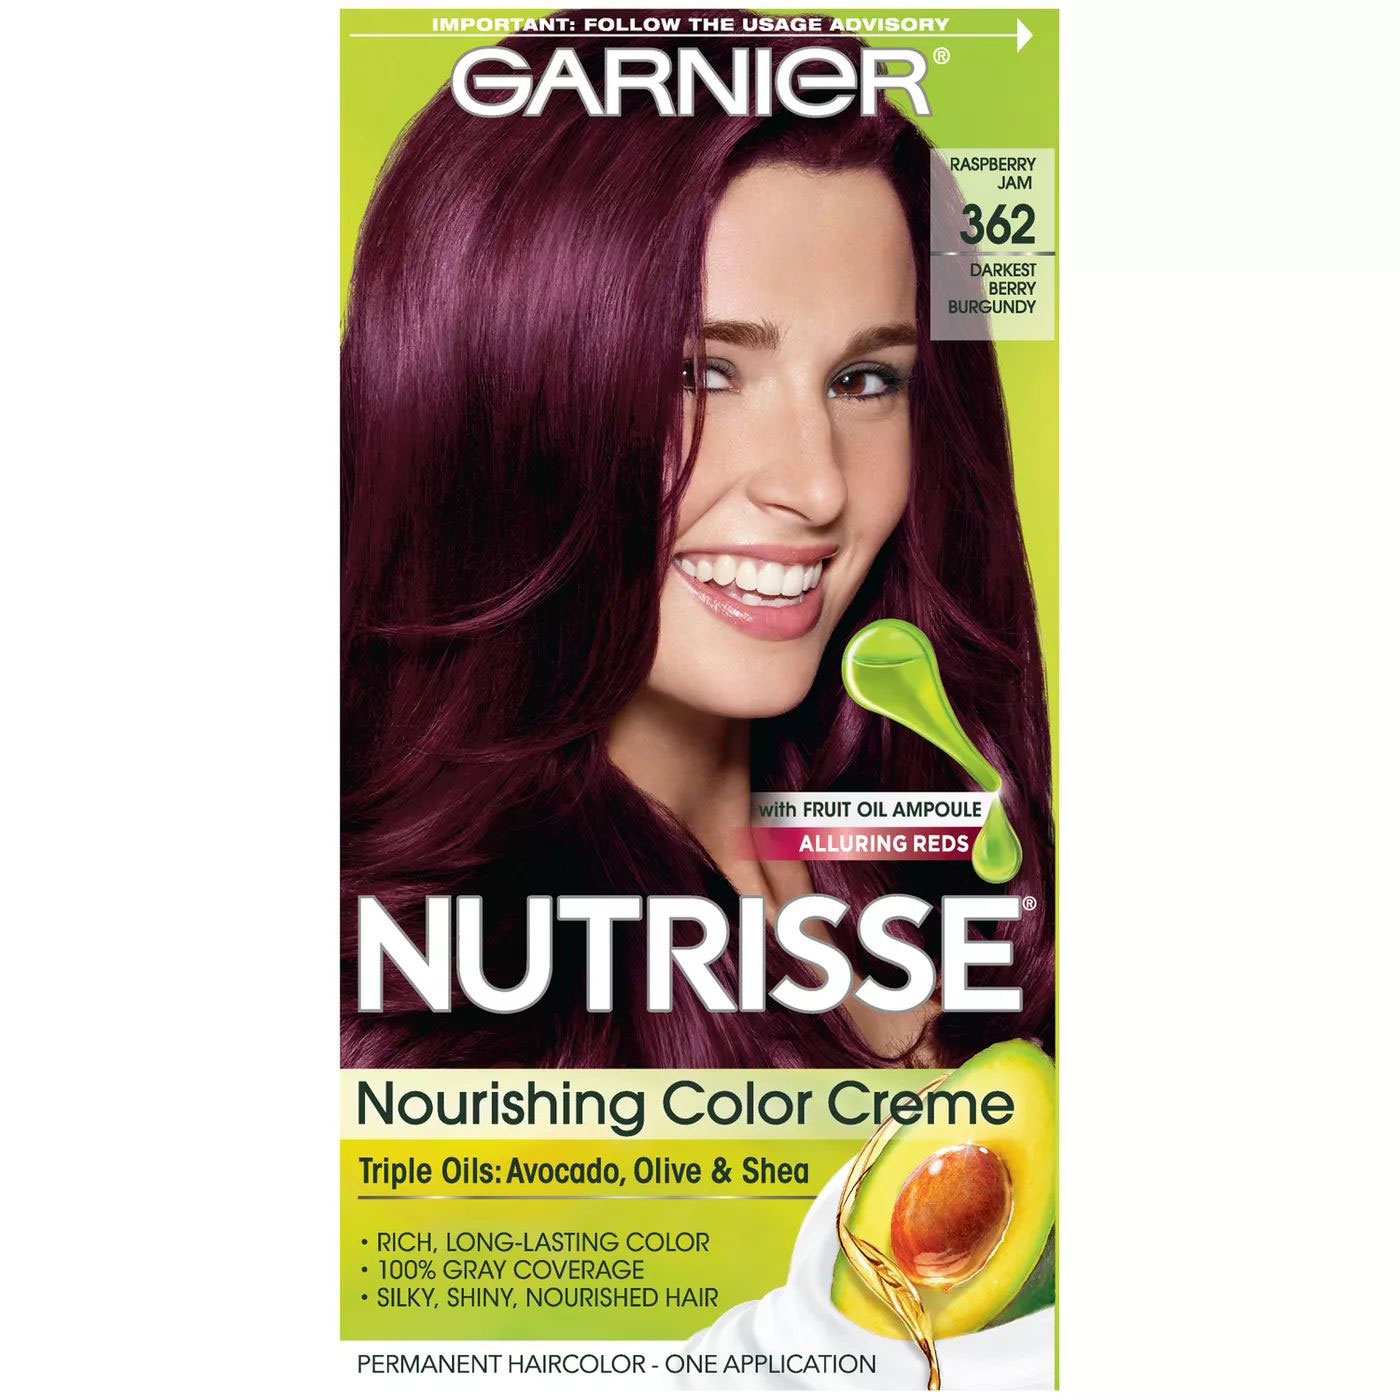 IMPORTANT: FOLLOW THE USAGE ADVISORY
GARNIER®
RASPBERRY
JAM
362
DARKEST
BERRY
BURGUNDY
with FRUIT OIL AMPOULE
ALLURING REDS
NUTRISSE®
Nourishing Color Creme
Triple Oils: Avocado, Olive & Shea
• RICH, LONG-LASTING COLOR
• 100% GRAY COVERAGE
• SILKY, SHINY, NOURISHED HAIR
PERMANENT HAIRCOLOR - ONE APPLICATION